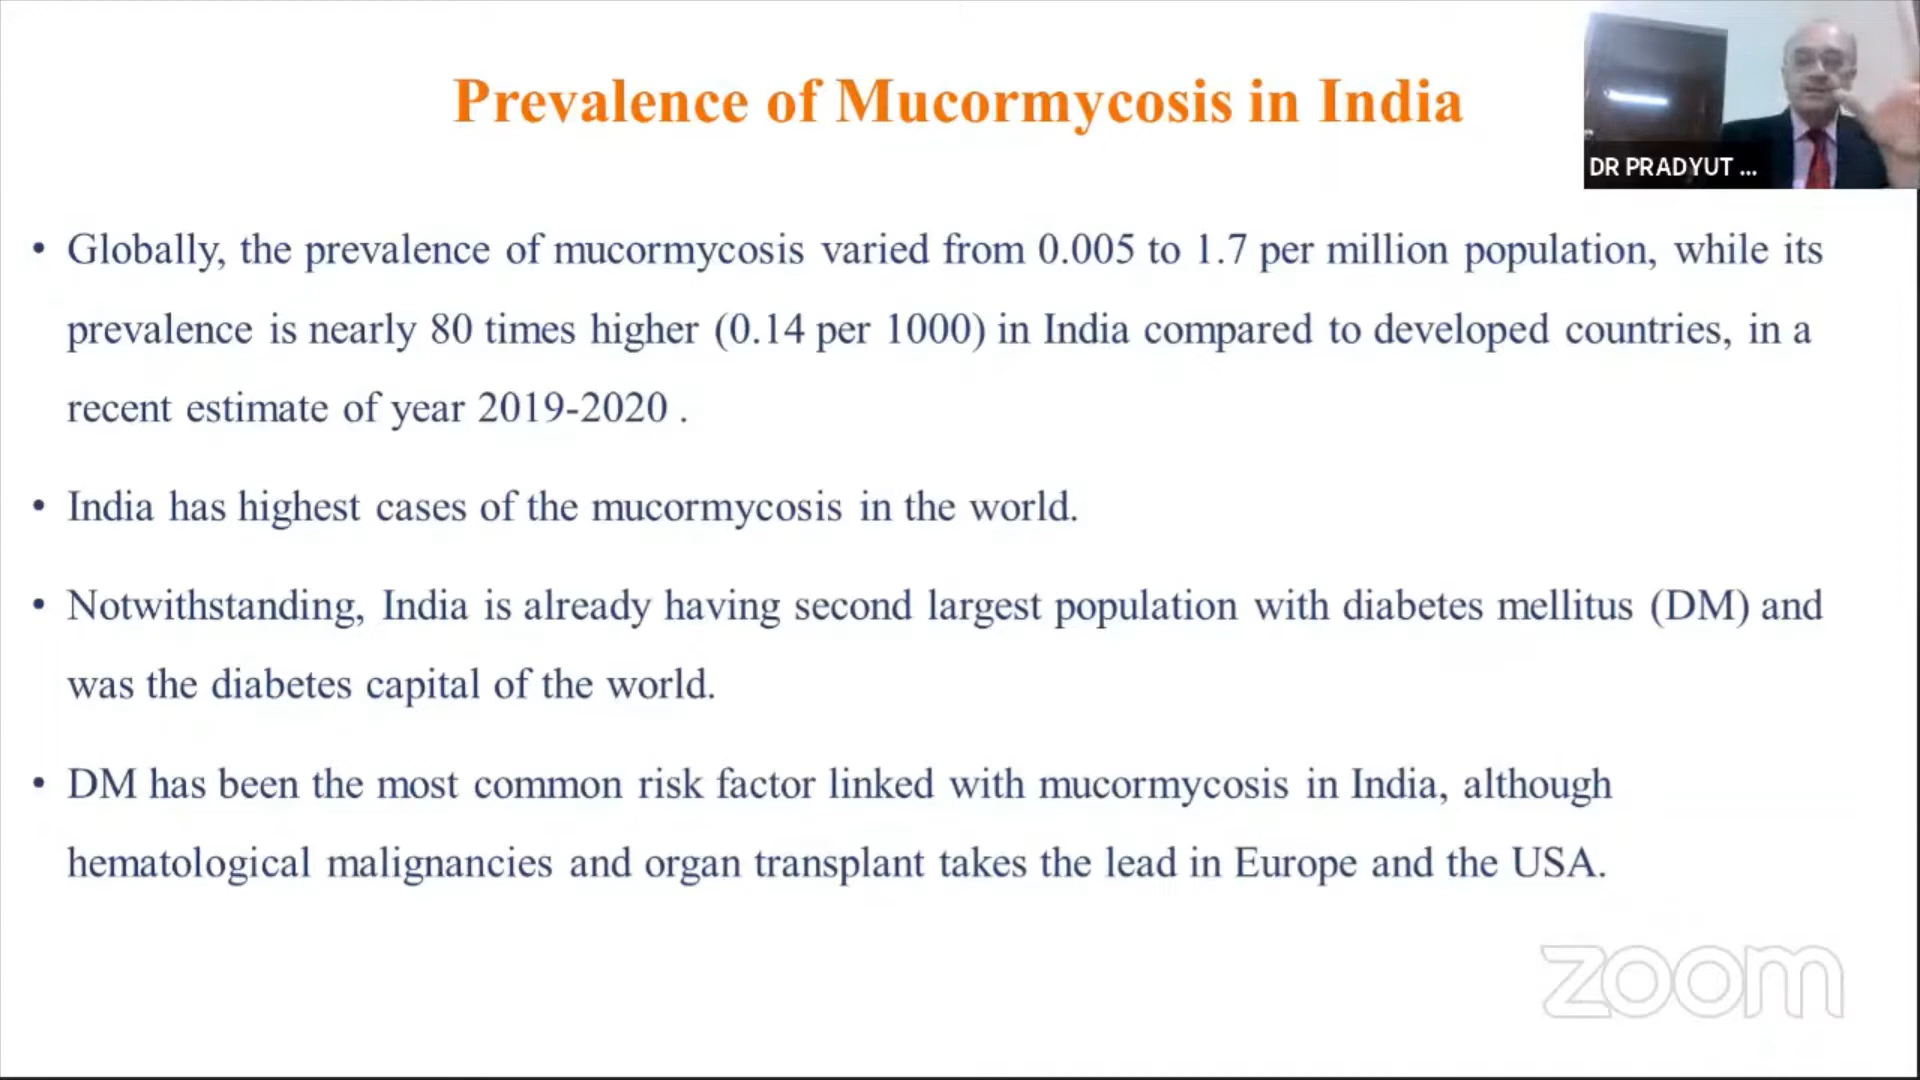 Prevalence of Mucormycosis in India
DR PRADYUT ...
• Globally, the prevalence of mucormycosis varied from 0.005 to 1.7 per million population, while its
prevalence is nearly 80 times higher (0.14 per 1000) in India compared to developed countries, in a
recent estimate of year 2019-2020 .
• India has highest cases of the mucormycosis in the world.
• Notwithstanding, India is already having second largest population with diabetes mellitus (DM) and
was the diabetes capital of the world.
• DM has been the most common risk factor linked with mucormycosis in India, although
hematological malignancies and organ transplant takes the lead in Europe and the USA.
zoom